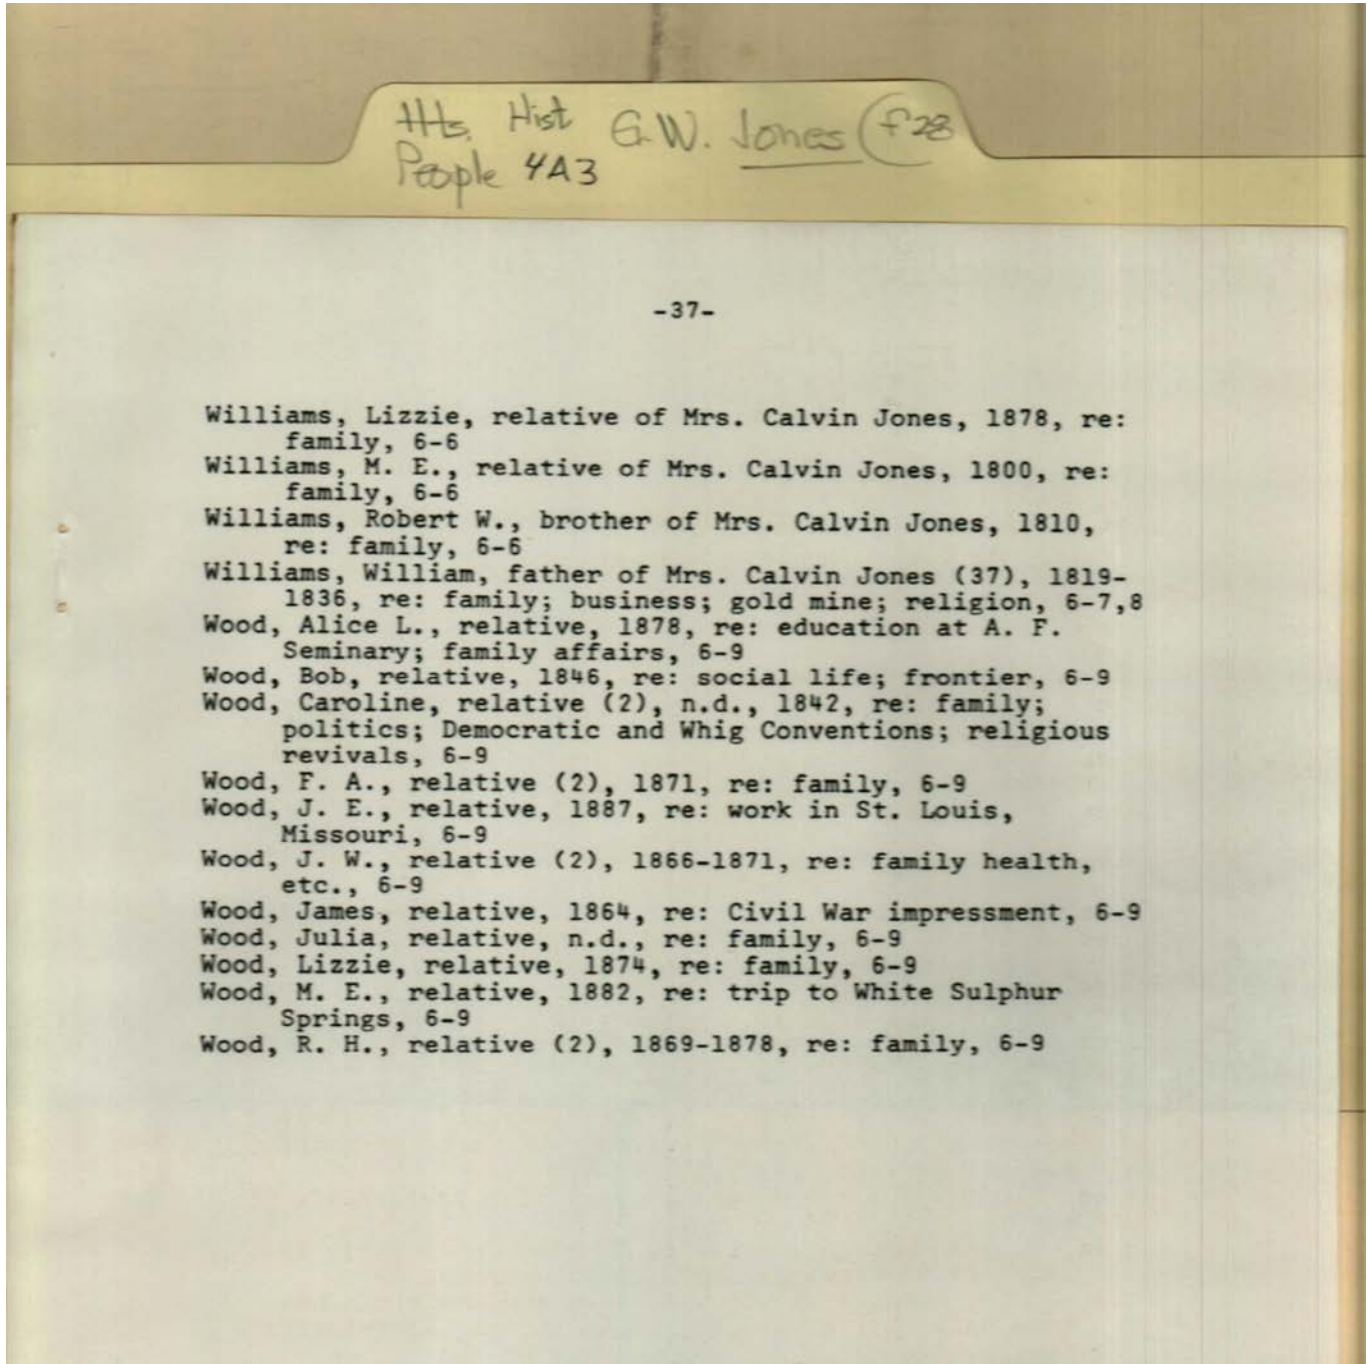 Hts. Hist G.W. Jones f28
People 4A3
-37-
Williams, Lizzie, relative of Mrs. Calvin Jones, 1878, re:
family, 6-6
Williams, M. E., relative of Mrs. Calvin Jones, 1800, re:
family, 6-6
Williams, Robert W., brother of Mrs. Calvin Jones, 1810,
re: family, 6-6
Williams, William, father of Mrs. Calvin Jones (37), 1819-
1836, re: family; business; gold mine; religion, 6-7,8
Wood, Alice L., relative, 1878, re: education at A. F.
Seminary; family affairs, 6-9
Wood, Bob, relative, 1846, re: social life; frontier, 6-9
Wood, Caroline, relative (2), n.d., 1842, re: family;
politics; Democratic and Whig Conventions; religious
revivals, 6-9
Wood, F. A., relative (2), 1871, re: family, 6-9
Wood, J. E., relative, 1887, re: work in St. Louis,
Missouri, 6-9
Wood, J. W., relative (2), 1866-1871, re: family health,
etc., 6-9
Wood, James, relative, 1864, re: Civil War impressment, 6-9
Wood, Julia, relative, n.d., re: family, 6-9
Wood, Lizzie, relative, 1874, re: family, 6-9
Wood, M. E., relative, 1882, re: trip to White Sulphur
Springs, 6-9
Wood, R. H., relative (2), 1869-1878, re: family, 6-9